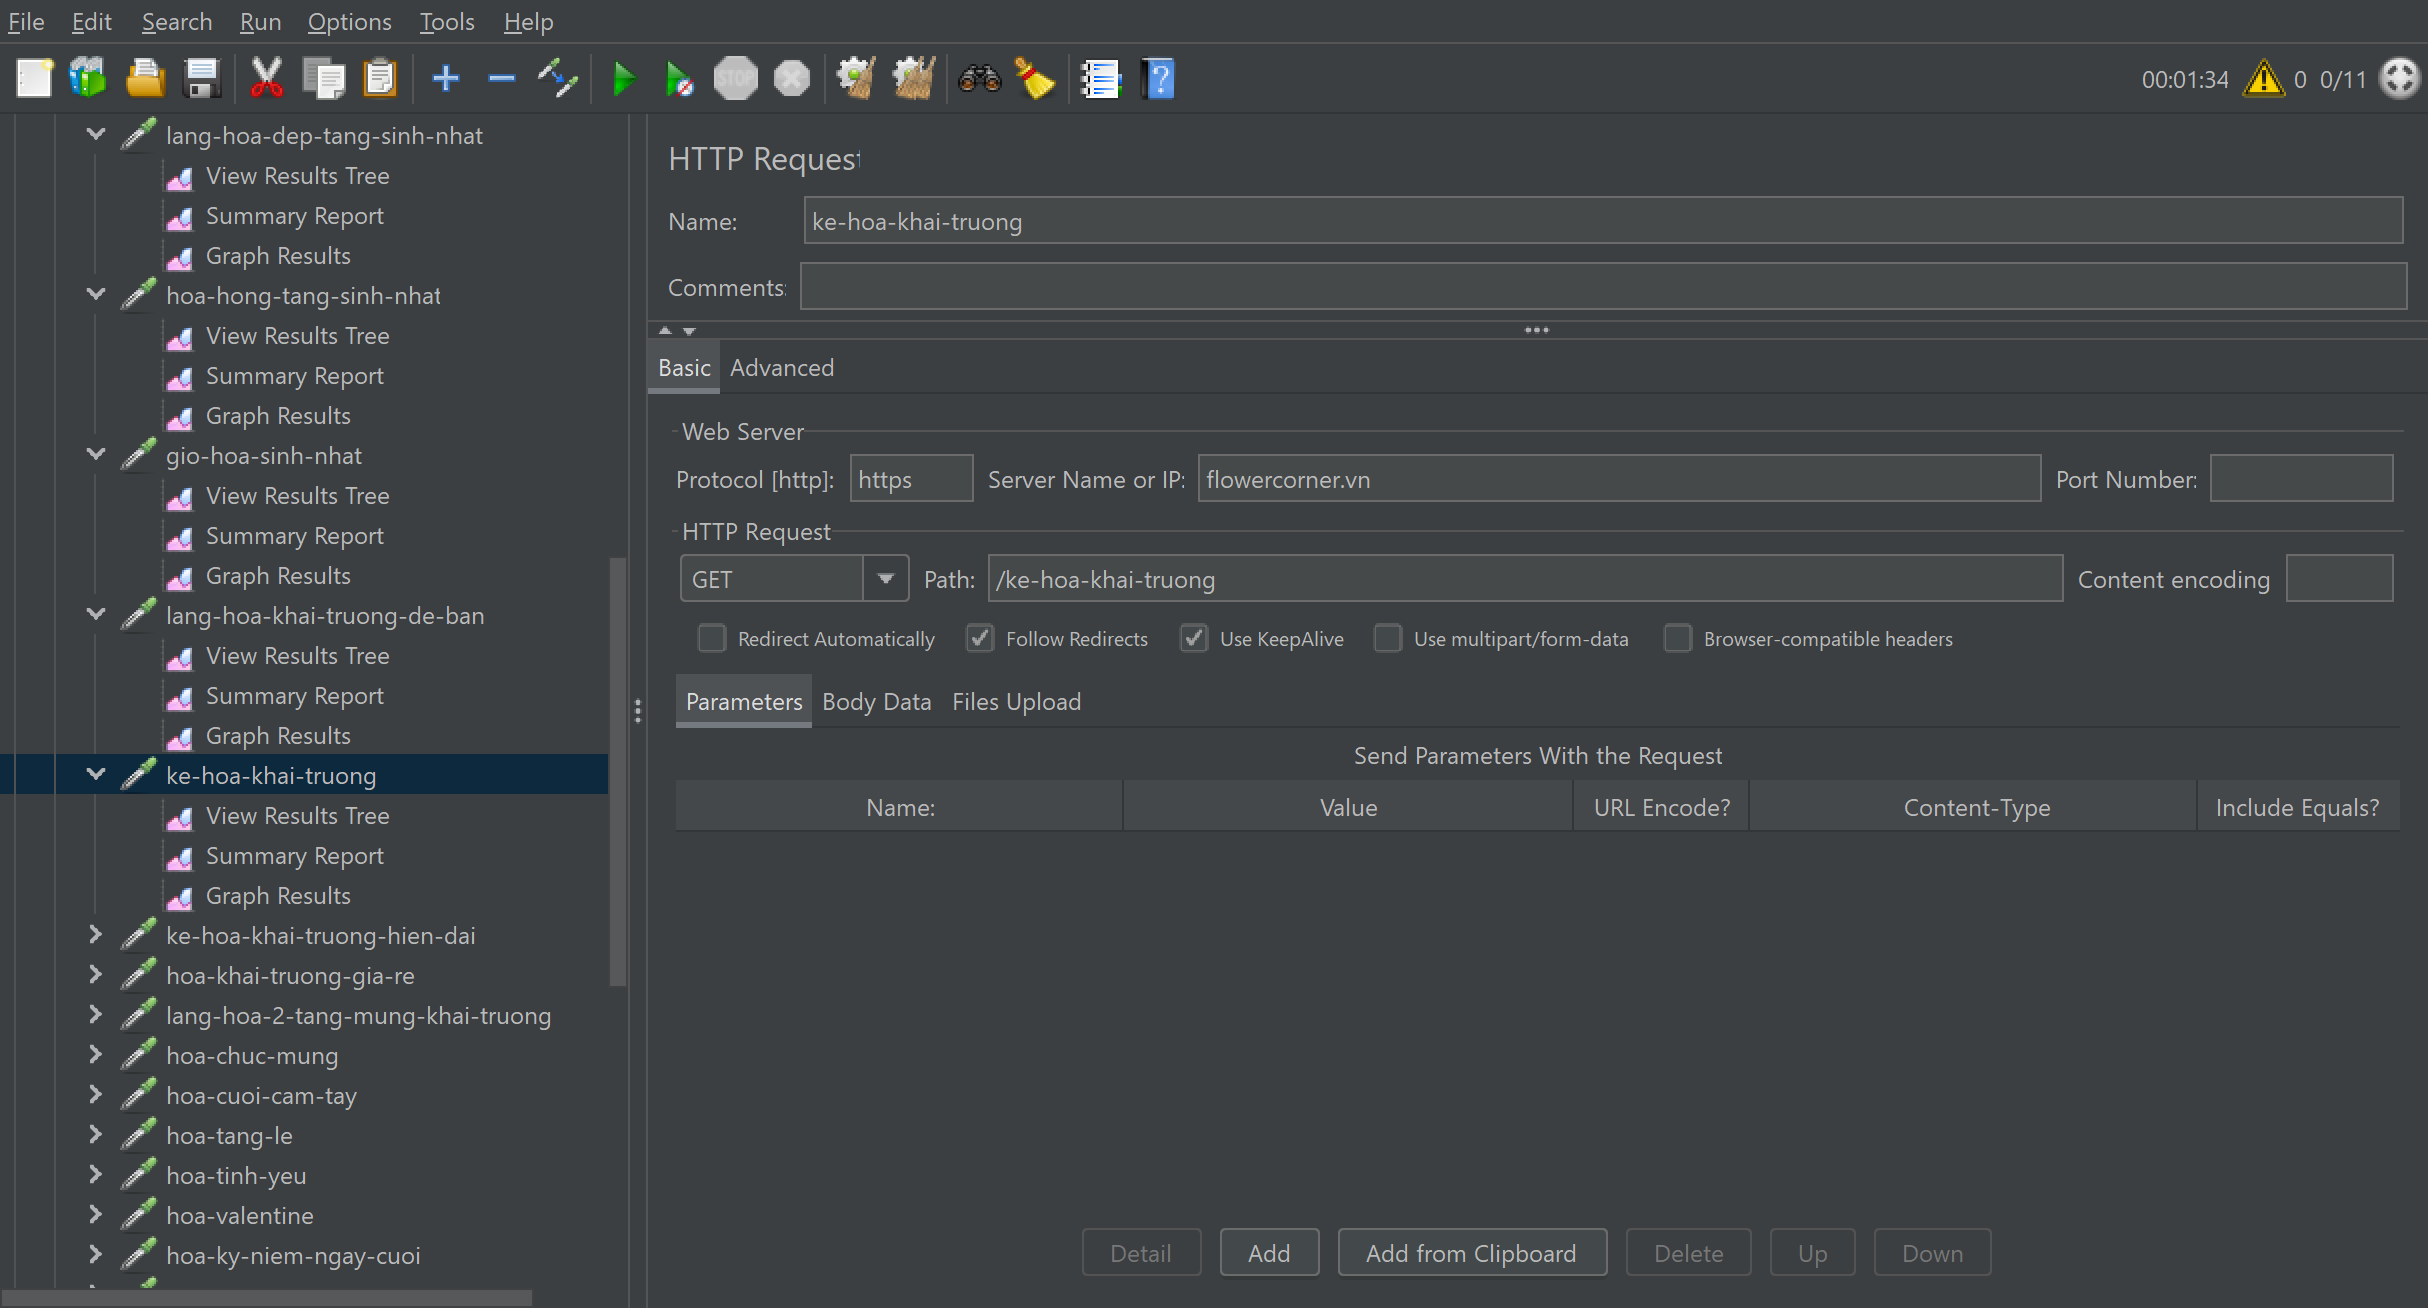 File Edit Search Run Options Tools Help
STOP
00:01:34 0 0/11
lang-hoa-dep-tang-sinh-nhat
View Results Tree
Summary Report
Graph Results
hoa-hong-tang-sinh-nhat
View Results Tree
Summary Report
Graph Results
gio-hoa-sinh-nhat
View Results Tree
Summary Report
Graph Results
lang-hoa-khai-truong-de-ban
View Results Tree
Summary Report
Graph Results
ke-hoa-khai-truong
View Results Tree
Summary Report
Graph Results
ke-hoa-khai-truong-hien-dai
hoa-khai-truong-gia-re
lang-hoa-2-tang-mung-khai-truong
hoa-chuc-mung
hoa-cuoi-cam-tay
hoa-tang-le
hoa-tinh-yeu
hoa-valentine
hoa-ky-niem-ngay-cuoi
HTTP Request
Name: ke-hoa-khai-truong
Comments:
Basic Advanced
Web Server
Protocol [http]: https Server Name or IP: flowercorner.vn Port Number:
HTTP Request
GET Path: /ke-hoa-khai-truong Content encoding
Redirect Automatically Follow Redirects Use KeepAlive Use multipart/form-data Browser-compatible headers
Parameters Body Data Files Upload
Send Parameters With the Request
Name: Value URL Encode? Content-Type Include Equals?
Detail Add Add from Clipboard Delete Up Down